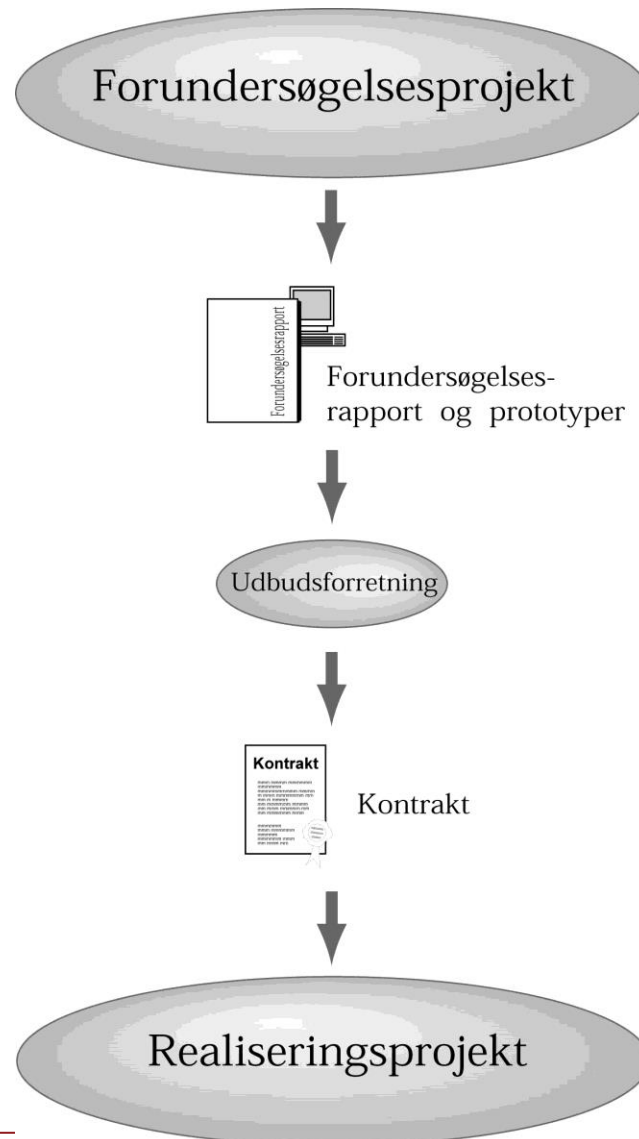 Forundersøgelsesprojekt
Forundersøgelsesrapport
Forundersøgelses-
rapport og prototyper
Udbudsforretning
Kontrakt
Kontrakt
Realiseringsprojekt